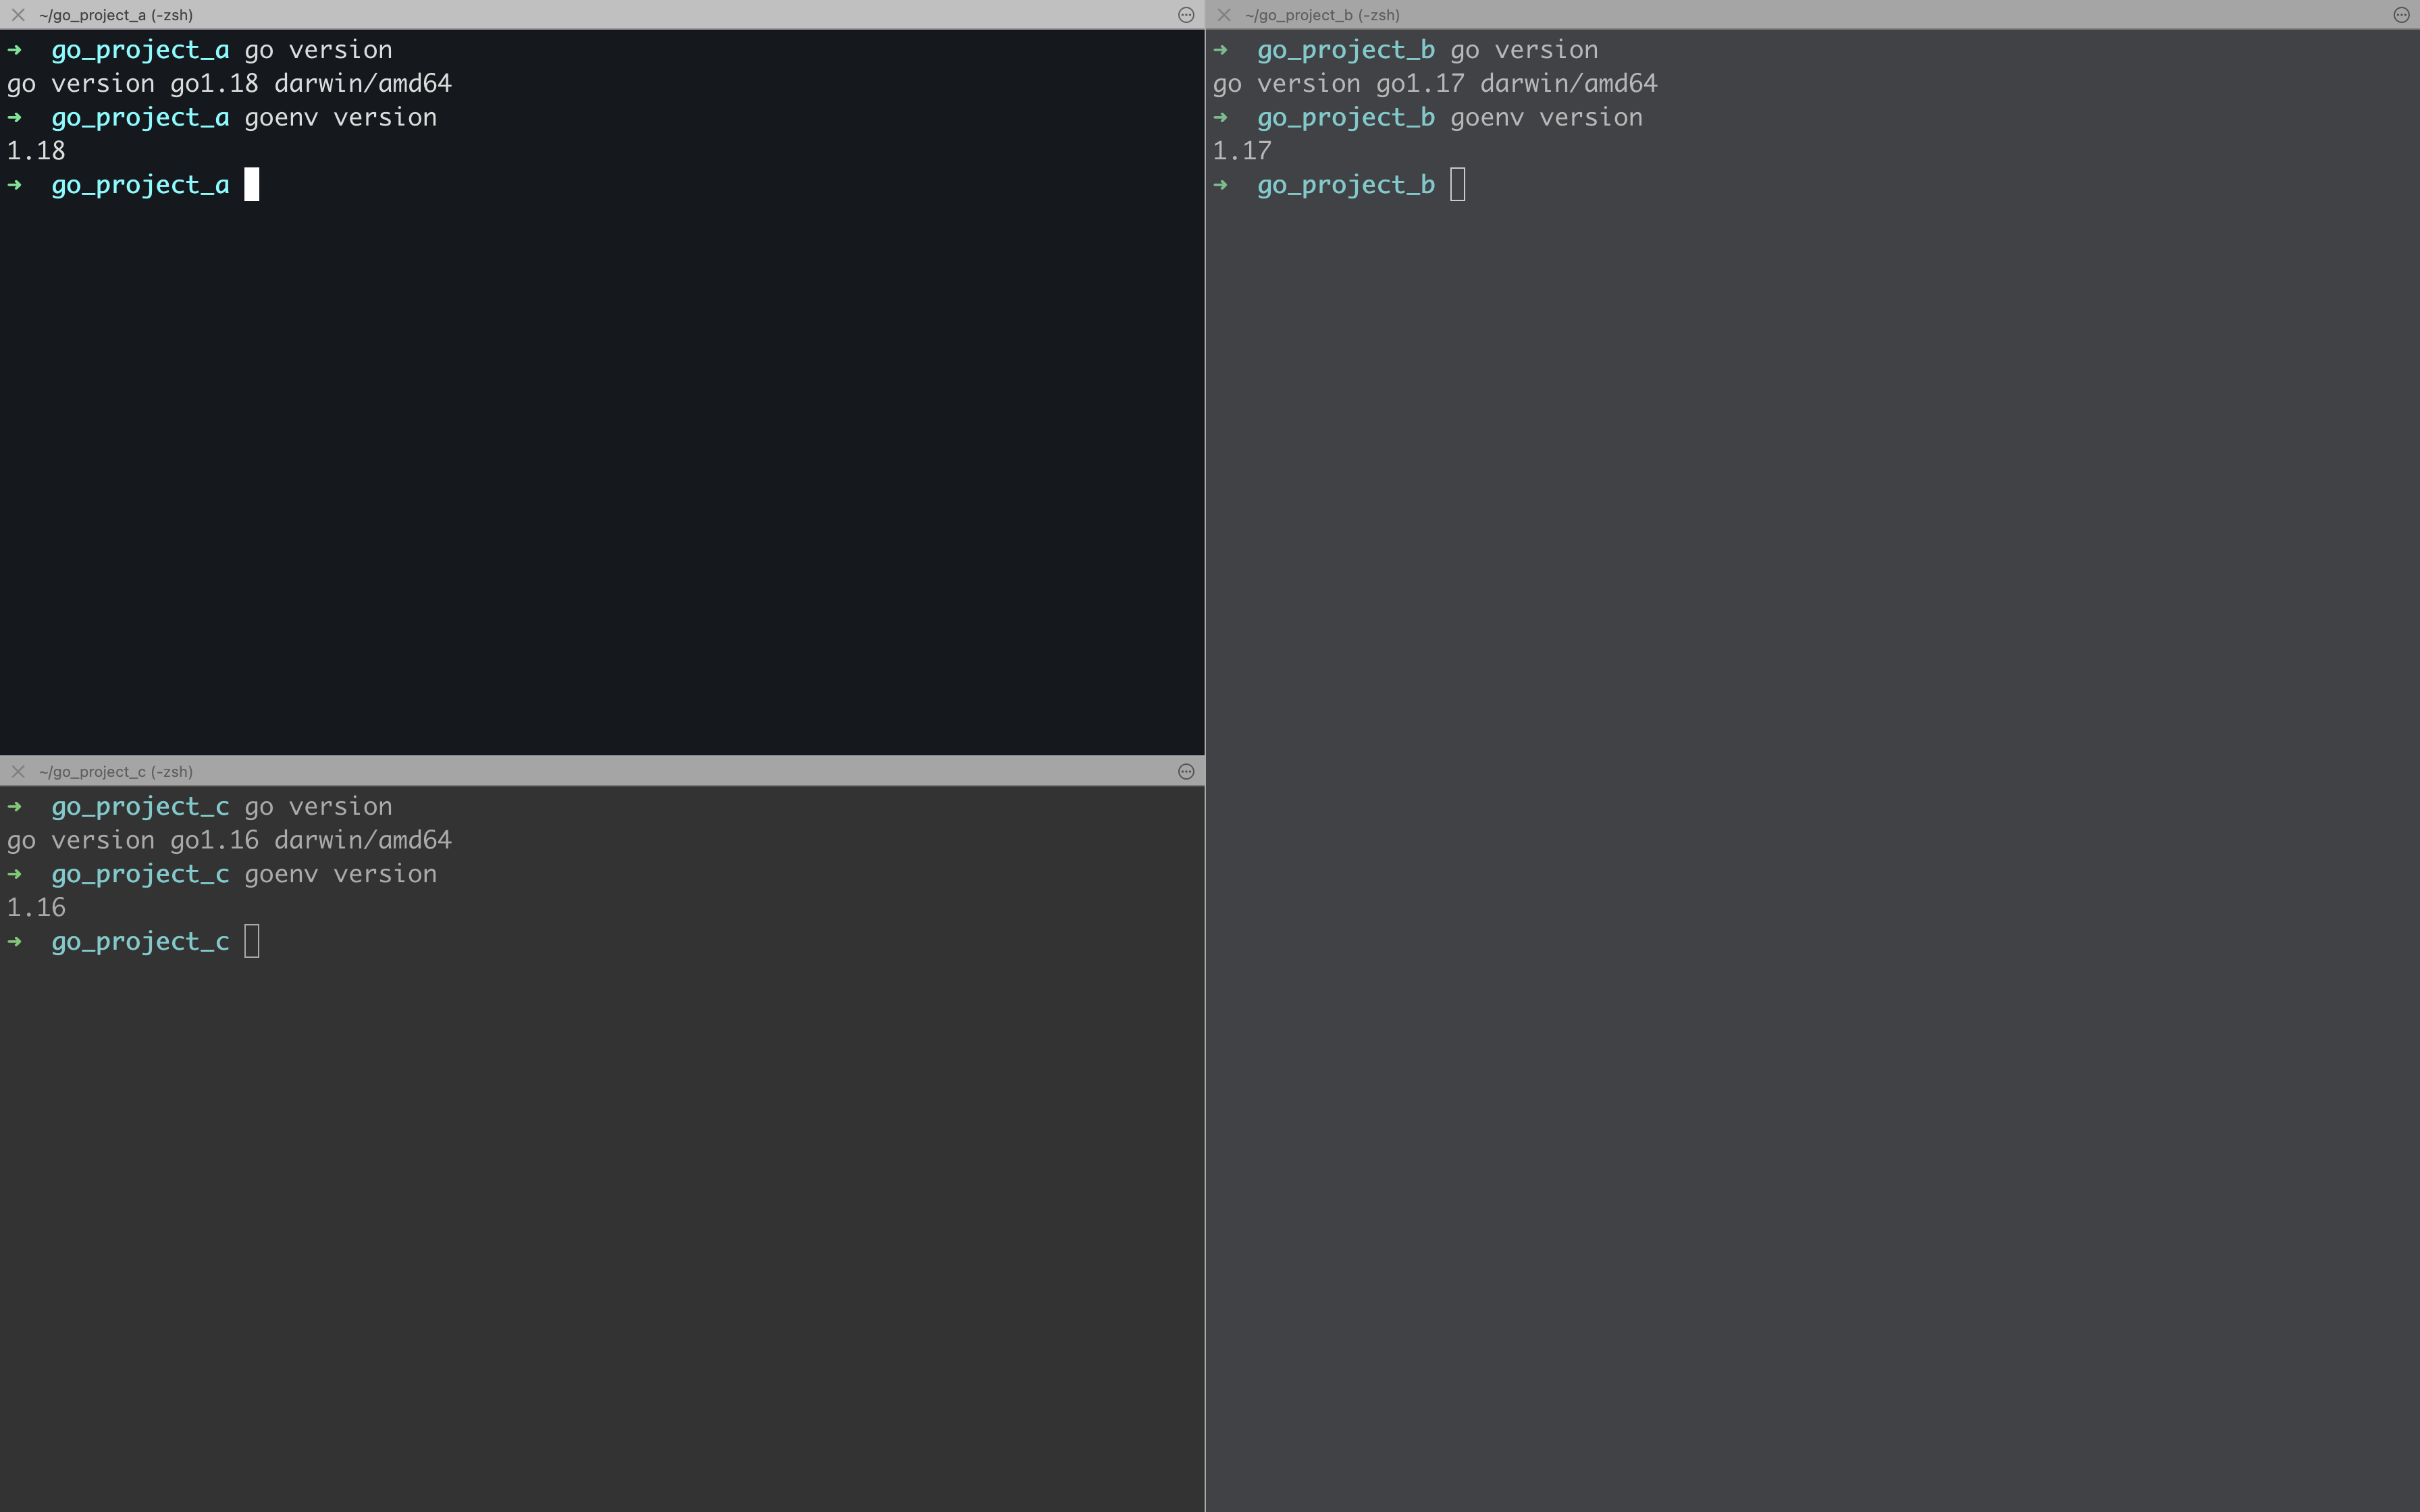 ~/go_project_a (-zsh)
➜  go_project_a go version
go version go1.18 darwin/amd64
➜  go_project_a goenv version
1.18
➜  go_project_a
~/go_project_b (-zsh)
➜  go_project_b go version
go version go1.17 darwin/amd64
➜  go_project_b goenv version
1.17
➜  go_project_b
~/go_project_c (-zsh)
➜  go_project_c go version
go version go1.16 darwin/amd64
➜  go_project_c goenv version
1.16
➜  go_project_c